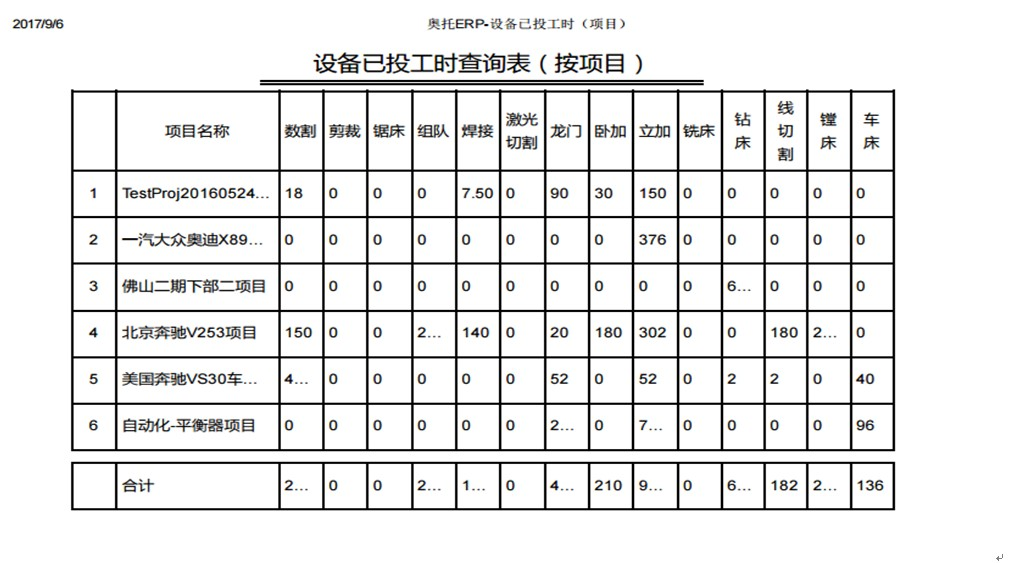 2017/9/6 奥托ERP-设备已投工时（项目）
设备已投工时查询表（按项目）
项目名称 数割 剪裁 锯床 组队 焊接 激光切割 龙门 卧加 立加 铣床 钻床 线切割 镗床 车床
1 TestProj20160524... 18 0 0 0 7.50 0 90 30 150 0 0 0 0 0
2 一汽大众奥迪X89... 0 0 0 0 0 0 0 0 376 0 0 0 0 0
3 佛山二期下部二项目 0 0 0 0 0 0 0 0 0 0 6... 0 0 0
4 北京奔驰V253项目 150 0 0 2... 140 0 20 180 302 0 0 180 2... 0
5 美国奔驰VS30车... 4... 0 0 0 0 0 52 0 52 0 2 2 0 40
6 自动化-平衡器项目 0 0 0 0 0 0 2... 0 7... 0 0 0 0 96
合计 2... 0 0 2... 1... 0 4... 210 9... 0 6... 182 2... 136